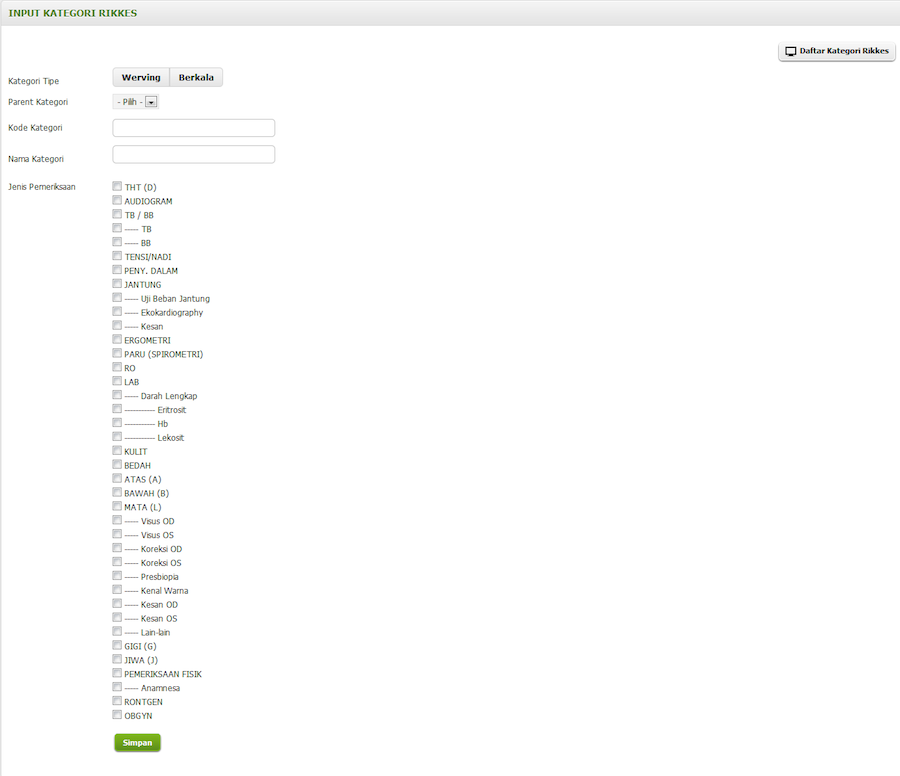 INPUT KATEGORI RIKKES
Daftar Kategori Rikkes
Kategori Tipe
Werving Berkala
Parent Kategori
- Pilih -
Kode Kategori
Nama Kategori
Jenis Pemeriksaan
THT (D)
AUDIOGRAM
TB / BB
----- TB
----- BB
TENSI/NADI
PENY. DALAM
JANTUNG
----- Uji Beban Jantung
----- Ekokardiography
----- Kesan
ERGOMETRI
PARU (SPIROMETRI)
RO
LAB
----- Darah Lengkap
----------- Eritrosit
----------- Hb
----------- Lekosit
KULIT
BEDAH
ATAS (A)
BAWAH (B)
MATA (L)
----- Visus OD
----- Visus OS
----- Koreksi OD
----- Koreksi OS
----- Presbiopia
----- Kenal Warna
----- Kesan OD
----- Kesan OS
----- Lain-lain
GIGI (G)
JIWA (J)
PEMERIKSAAN FISIK
----- Anamnesa
RONTGEN
OBGYN
Simpan